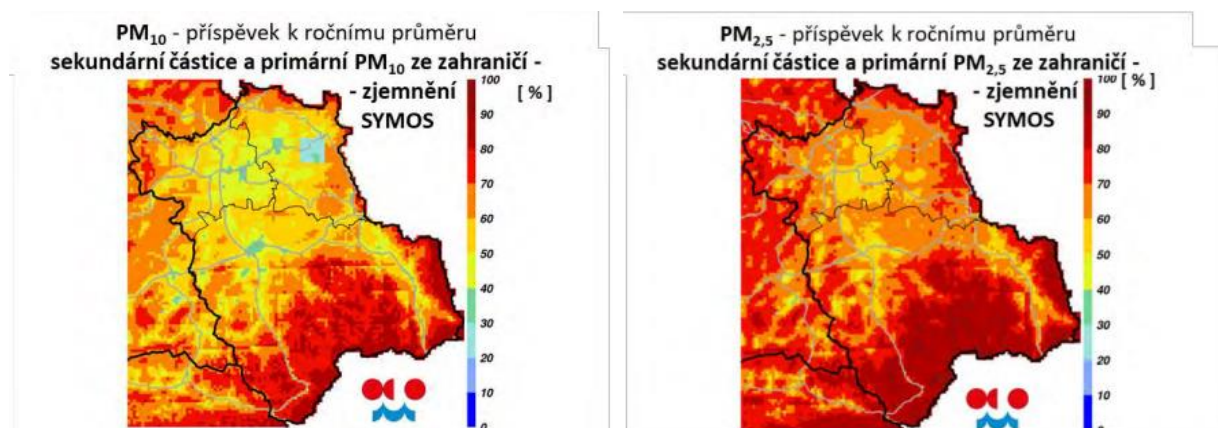 PM10 - příspěvek k ročnímu průměru
sekundární částice a primární PM10 ze zahraničí -
- zjemnění
SYMOS
100
[ % ]
90
80
70
60
50
40
30
20
10
0
PM2,5 - příspěvek k ročnímu průměru
sekundární částice a primární PM2,5 ze zahraničí -
- zjemnění
SYMOS
100
[ % ]
90
80
70
60
50
40
30
20
10
0